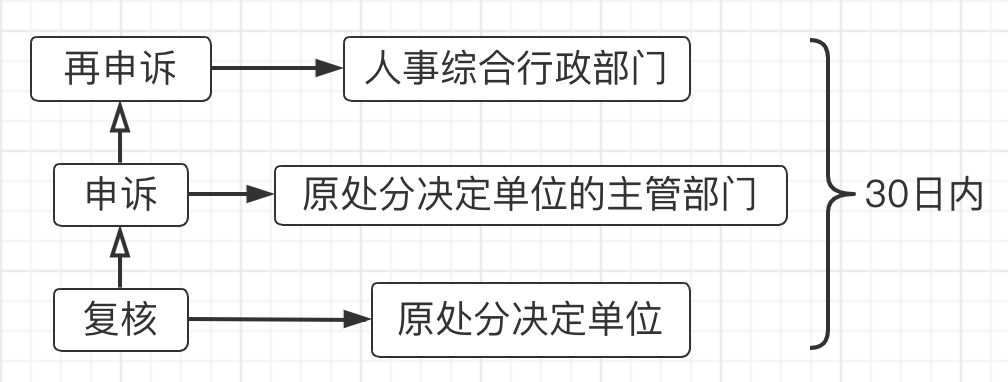 再申诉
人事综合行政部门
申诉
原处分决定单位的主管部门
30日内
复核
原处分决定单位